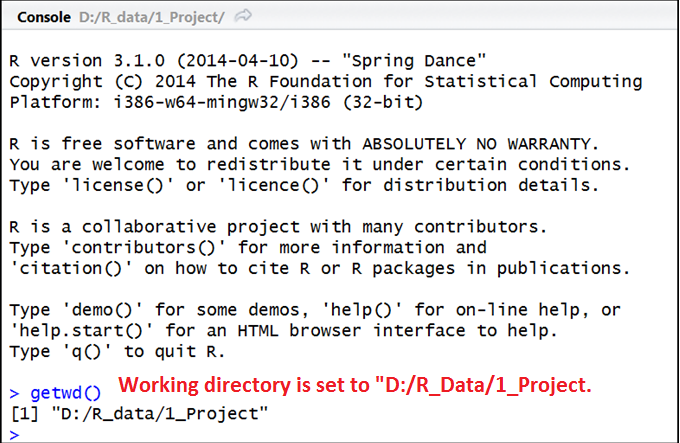 Console D:/R_data/1_Project/
R version 3.1.0 (2014-04-10) -- "Spring Dance"
Copyright (C) 2014 The R Foundation for Statistical Computing
Platform: i386-w64-mingw32/i386 (32-bit)
R is free software and comes with ABSOLUTELY NO WARRANTY.
You are welcome to redistribute it under certain conditions.
Type 'license()' or 'licence()' for distribution details.
R is a collaborative project with many contributors.
Type 'contributors()' for more information and
'citation()' on how to cite R or R packages in publications.
Type 'demo()' for some demos, 'help()' for on-line help, or
'help.start()' for an HTML browser interface to help.
Type 'q()' to quit R.
> getwd() Working directory is set to "D:/R_Data/1_Project.
[1] "D:/R_data/1_Project"
>